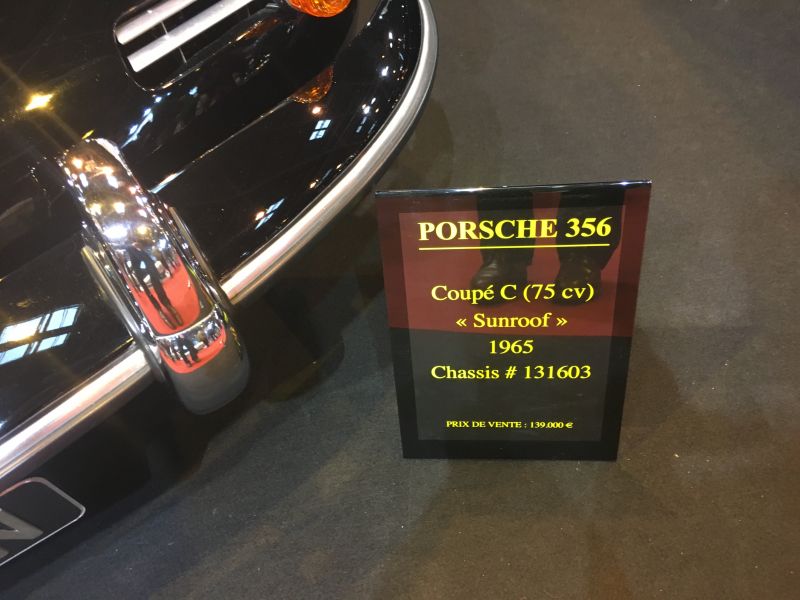 PORSCHE 356
Coupé C (75 cv)
« Sunroof »
1965
Chassis # 131603
PRIX DE VENTE : 139.000 €